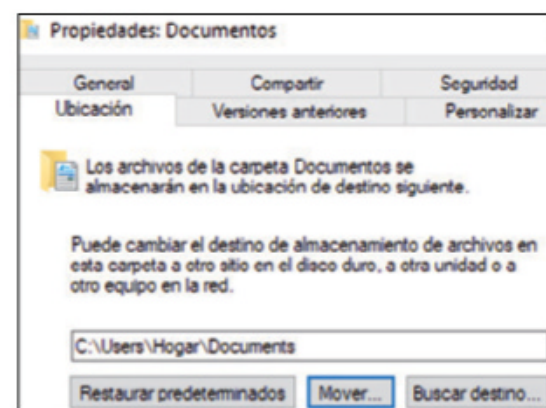 Propiedades: Documentos
General Compartir Seguridad
Ubicación Versiones anteriores Personalizar
Los archivos de la carpeta Documentos se
almacenarán en la ubicación de destino siguiente.
Puede cambiar el destino de almacenamiento de archivos en
esta carpeta a otro sitio en el disco duro, a otra unidad o a
otro equipo en la red.
C:\Users\Hogar\Documents
Restaurar predeterminados Mover... Buscar destino...